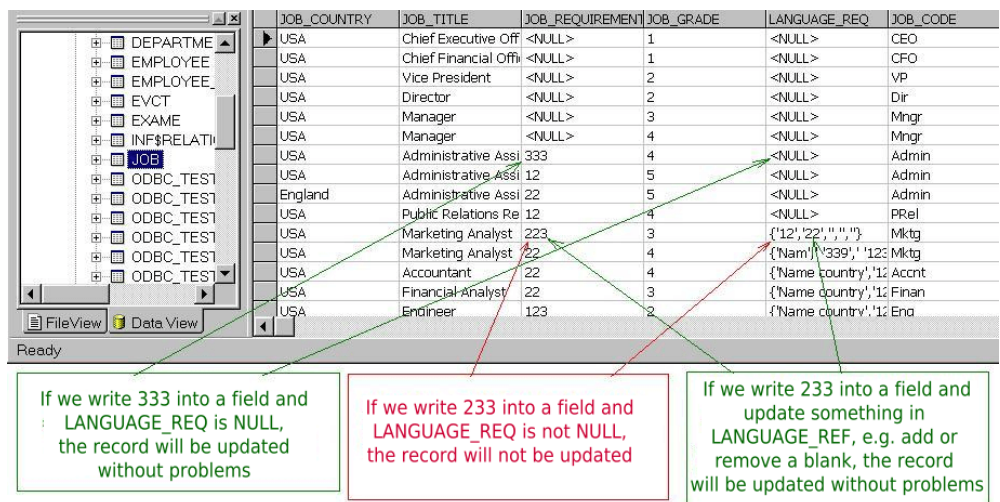 JOB_COUNTRY JOB_TITLE JOB_REQUIREMENT JOB_GRADE LANGUAGE_REQ JOB_CODE
USA Chief Executive Off <NULL> 1 <NULL> CEO
USA Chief Financial Offi <NULL> 1 <NULL> CFO
USA Vice President <NULL> 2 <NULL> VP
USA Director <NULL> 2 <NULL> Dir
USA Manager <NULL> 3 <NULL> Mngr
USA Manager <NULL> 4 <NULL> Mngr
USA Administrative Assi 333 4 <NULL> Admin
USA Administrative Assi 12 5 <NULL> Admin
England Administrative Assi 22 5 <NULL> Admin
USA Public Relations Re 12 4 <NULL> PRel
USA Marketing Analyst 223 3 {'12','22','','',''} Mktg
USA Marketing Analyst 22 4 {'Nam', '339',' '123 Mktg
USA Accountant 22 4 {'Name country','12 Accnt
USA Financial Analyst 22 3 {'Name country','12 Finan
USA Engineer 123 2 {'Name country','12 Eng
DEPARTME
EMPLOYEE
EMPLOYEE_
EVCT
EXAME
INF$RELATI
JOB
ODBC_TEST
ODBC_TEST
ODBC_TEST
ODBC_TEST
ODBC_TEST
FileView Data View
Ready
If we write 333 into a field and
LANGUAGE_REQ is NULL,
the record will be updated
without problems
If we write 233 into a field and
LANGUAGE_REQ is not NULL,
the record will not be updated
If we write 233 into a field and
update something in
LANGUAGE_REF, e.g. add or
remove a blank, the record
will be updated without problems